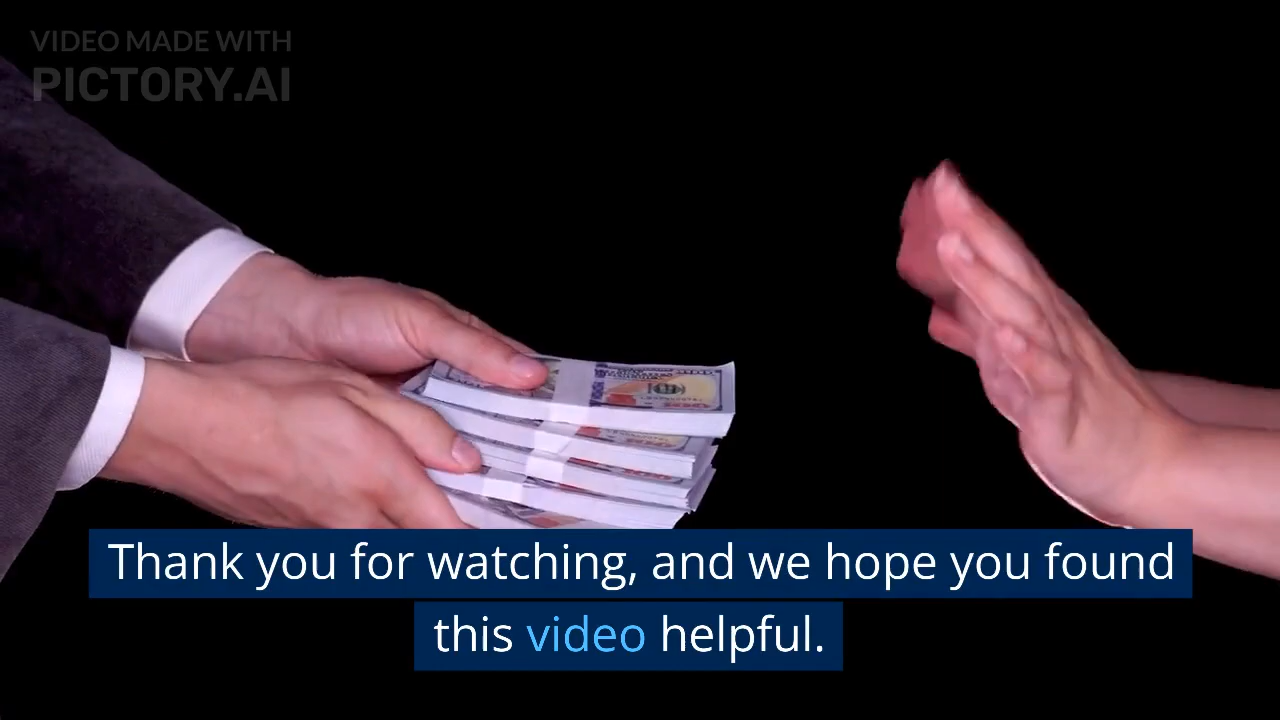 VIDEO MADE WITH
PICTORY.AI
Thank you for watching, and we hope you found
this video helpful.